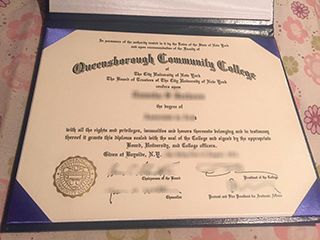 In pursuance of the authority vested in it by the Laws of the State of New York
and upon recommendation of the Faculty of
Queensborough Community College
The City University of New York
The Board of Trustees of The City University of New York
confers upon
the degree of
with all the rights and privileges, immunities and honors thereunto belonging and in testimony
thereof it grants this diploma sealed with the seal of the College and signed by the appropriate
Board, University, and College officers.
Given at Bayside, N.Y.
Chairperson of the Board
President of the College
Chancellor
Provost and Vice President for Academic Affairs